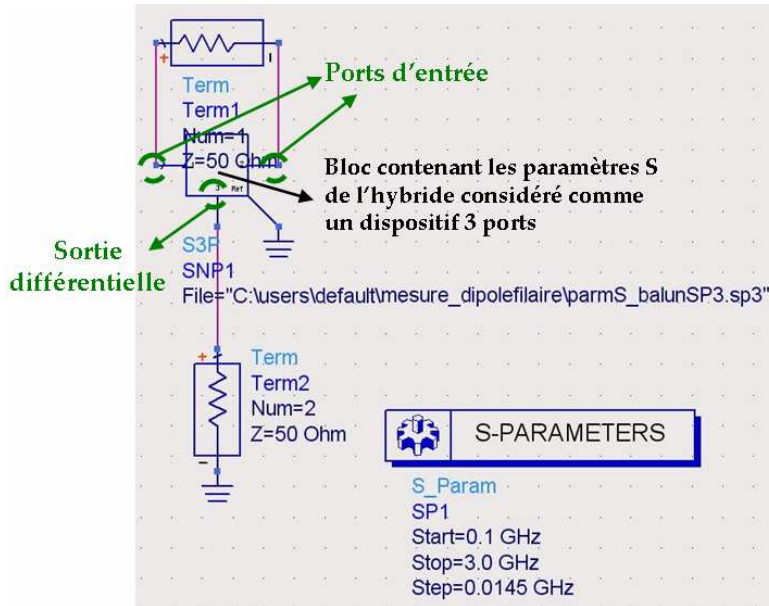 +
Term
Term1
Num=1
Z=50 Ohm
Ports d'entrée
3 Ref
Bloc contenant les paramètres S
de l'hybride considéré comme
un dispositif 3 ports
Sortie
différentielle
S3P
SNP1
File="C:\users\default\mesure_dipolefilaire\parmS_balunSP3.sp3"
+
Term
Term2
Num=2
Z=50 Ohm
-
S-PARAMETERS
S_Param
SP1
Start=0.1 GHz
Stop=3.0 GHz
Step=0.0145 GHz